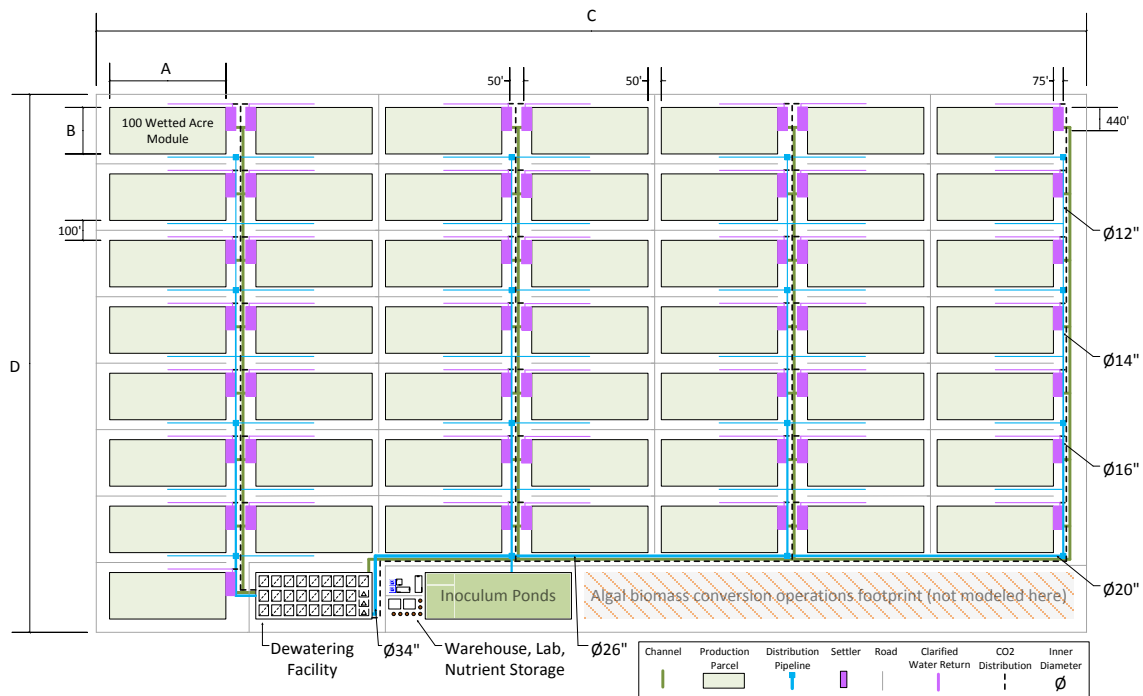 C
A
50'
50'
75'
B
100 Wetted Acre
Module
440'
100'
Ø12"
D
Ø14"
Ø16"
Inoculum Ponds
Algal biomass conversion operations footprint (not modeled here)
Ø20"
Dewatering
Facility
Ø34"
Warehouse, Lab,
Nutrient Storage
Ø26"
Channel
Production
Parcel
Distribution
Pipeline
Settler
Road
Clarified
Water Return
CO2
Distribution
Inner
Diameter
Ø